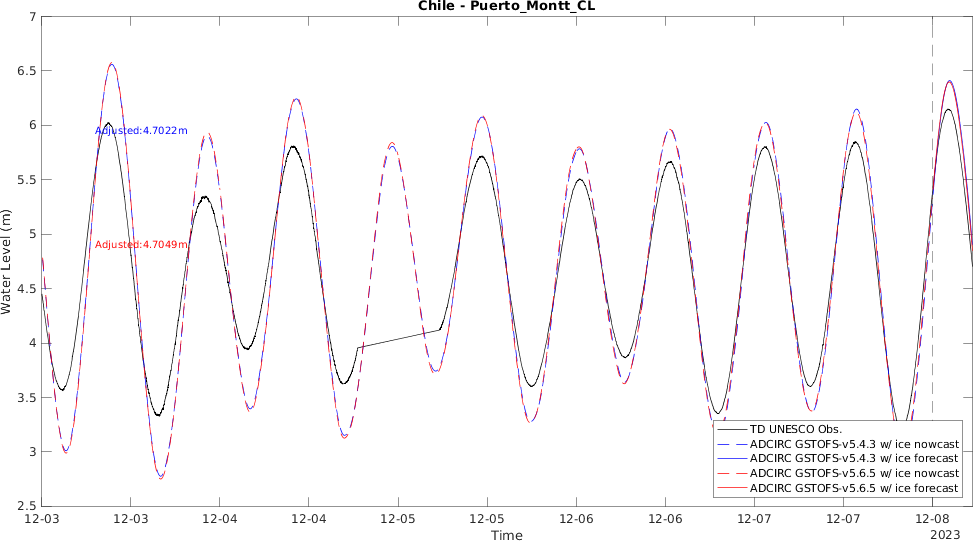 Chile - Puerto_Montt_CL
7
6.5
6
5.5
5
4.5
4
3.5
3
2.5
Water Level (m)
Adjusted:4.7022m
Adjusted:4.7049m
TD UNESCO Obs.
ADCIRC GSTOFS-v5.4.3 w/ ice nowcast
ADCIRC GSTOFS-v5.4.3 w/ ice forecast
ADCIRC GSTOFS-v5.6.5 w/ ice nowcast
ADCIRC GSTOFS-v5.6.5 w/ ice forecast
12-03 12-03 12-04 12-04 12-05 12-05 12-06 12-06 12-07 12-07 12-08
Time
2023